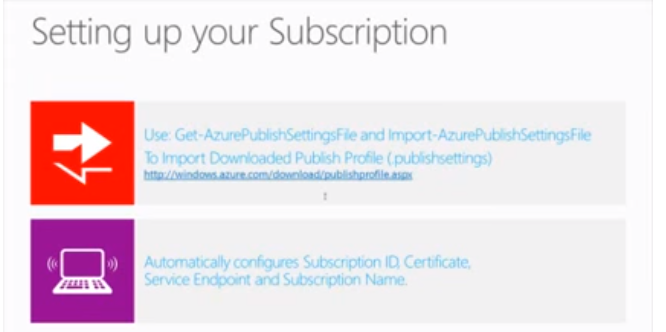 Setting up your Subscription
Use: Get-AzurePublishSettingsFile and Import-AzurePublishSettingsFile
To Import Downloaded Publish Profile (.publishsettings)
http://windows.azure.com/download/publishprofile.aspx
Automatically configures Subscription ID, Certificate,
Service Endpoint and Subscription Name.